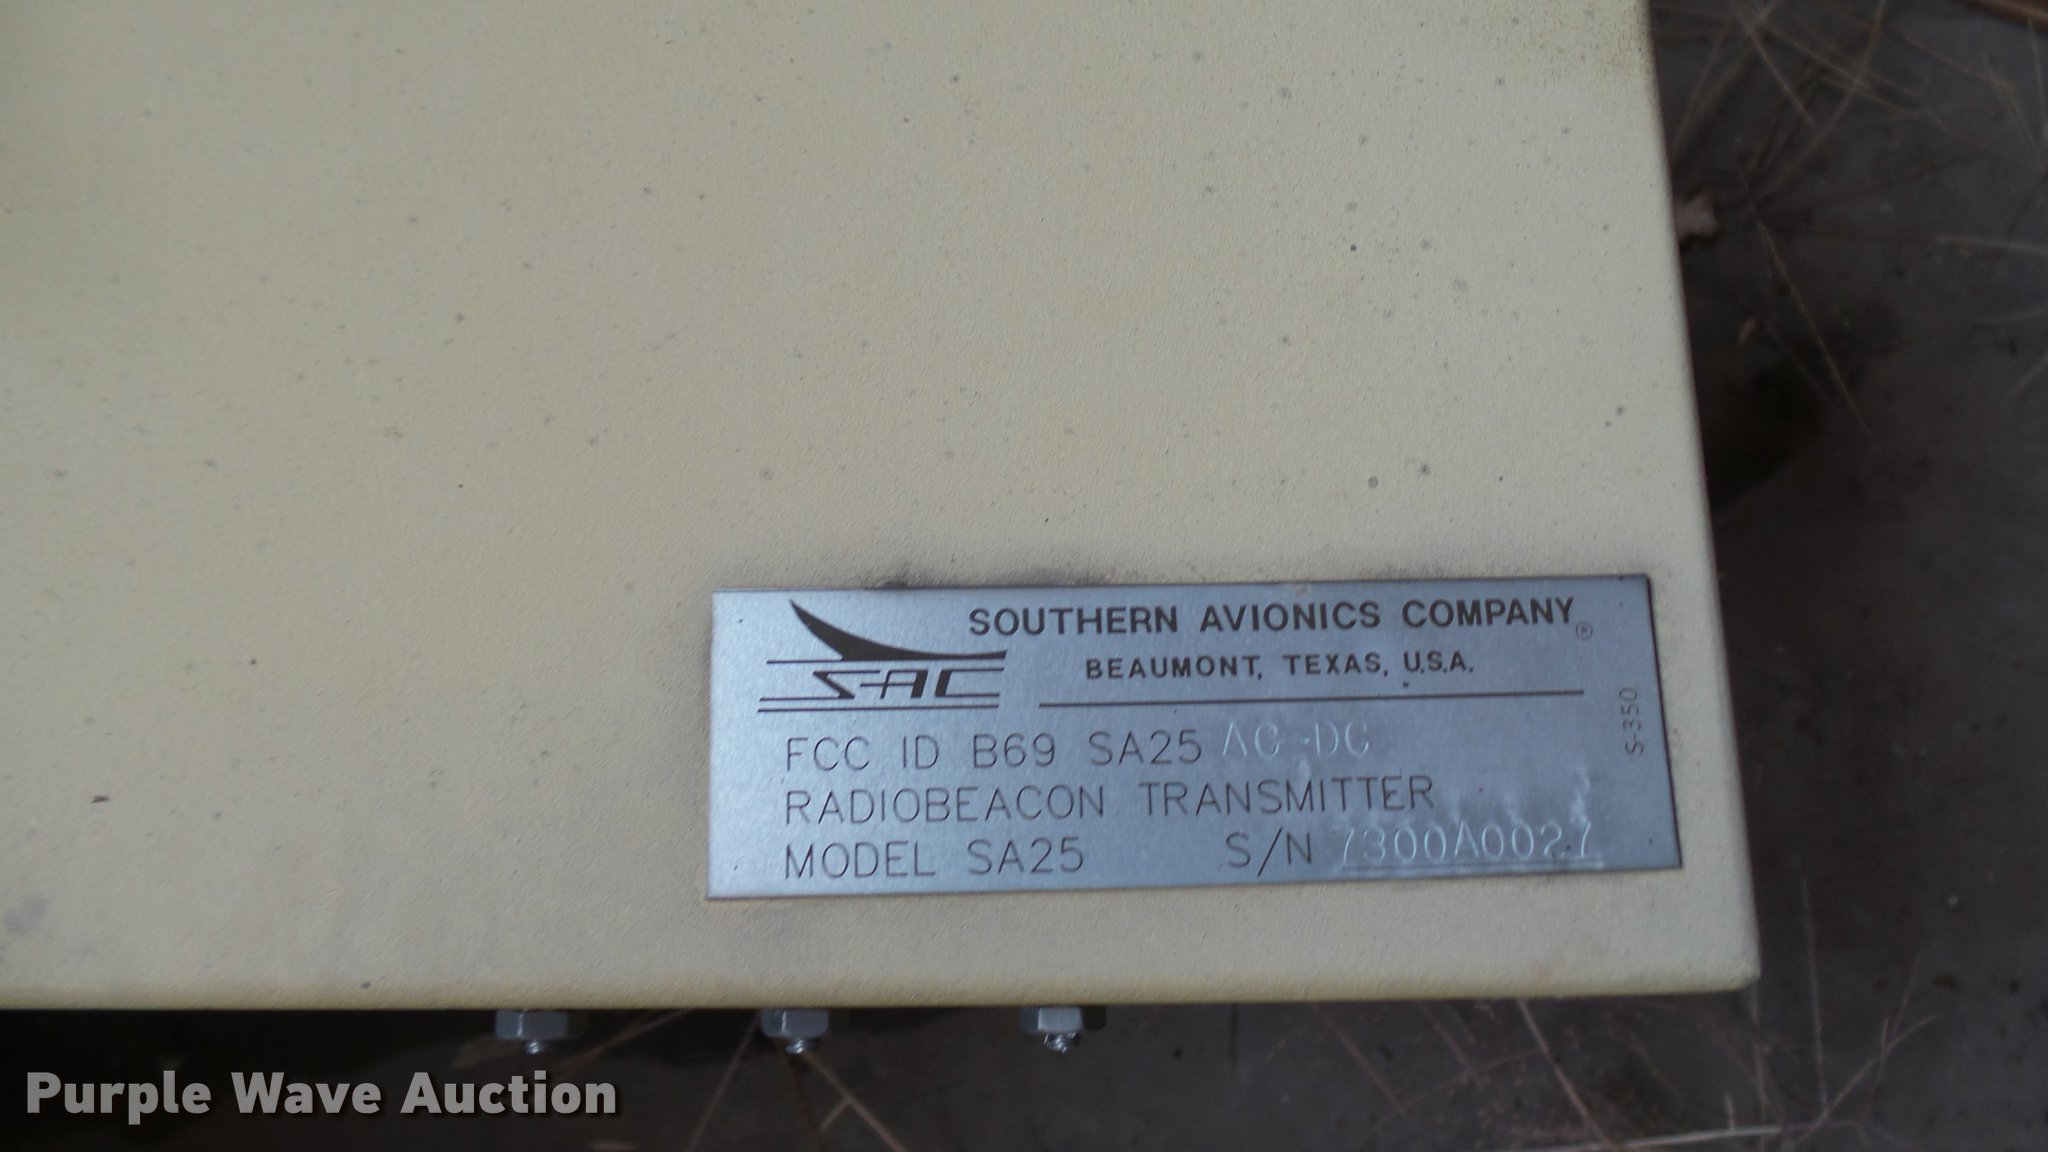 SOUTHERN AVIONICS COMPANY®
BEAUMONT, TEXAS, U.S.A.
SAC
S-350
FCC ID B69 SA25 AC-DC
RADIOBEACON TRANSMITTER
MODEL SA25 S/N 7300A0027
Purple Wave Auction